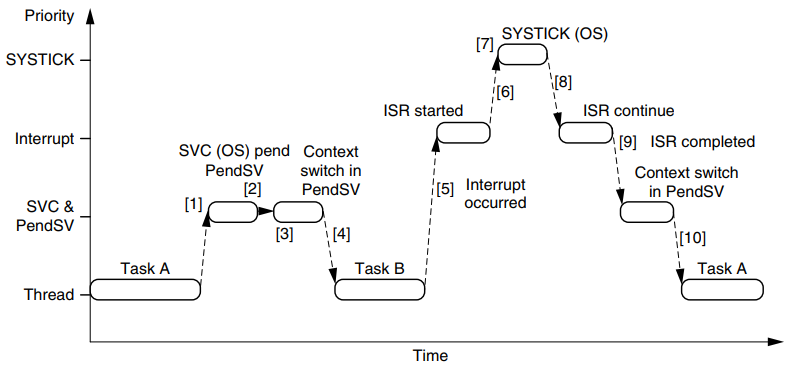 Priority
SYSTICK
Interrupt
SVC &
PendSV
Thread
Task A
[1]
SVC (OS) pend
PendSV
[2]
Context
switch in
PendSV
[3]
[4]
Task B
[5]
Interrupt
occurred
ISR started
[6]
[7]
SYSTICK (OS)
[8]
ISR continue
[9]
ISR completed
Context switch
in PendSV
[10]
Task A
Time